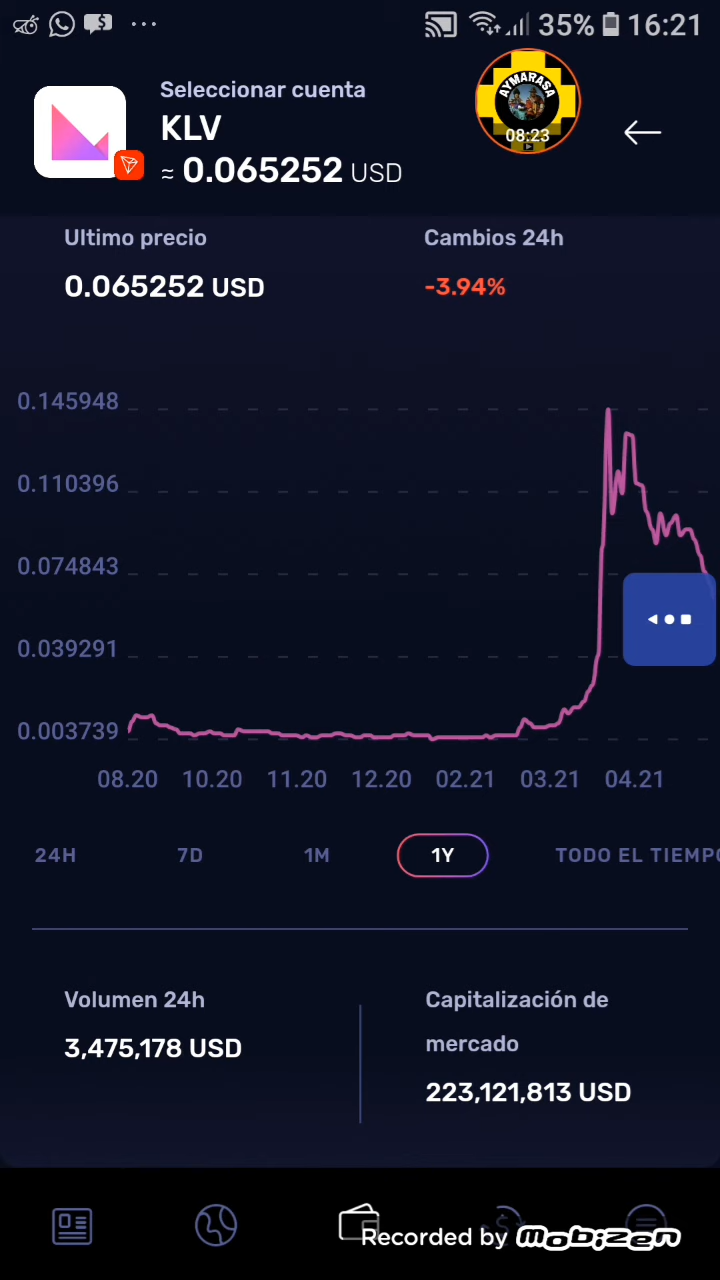 35% 16:21
Seleccionar cuenta
KLV
≈ 0.065252 USD
AYMARASA
08:23
Ultimo precio
0.065252 USD
Cambios 24h
-3.94%
0.145948
0.110396
0.074843
0.039291
0.003739
08.20 10.20 11.20 12.20 02.21 03.21 04.21
24H 7D 1M 1Y TODO EL TIEMPO
Volumen 24h
3,475,178 USD
Capitalización de
mercado
223,121,813 USD
Recorded by mobizen